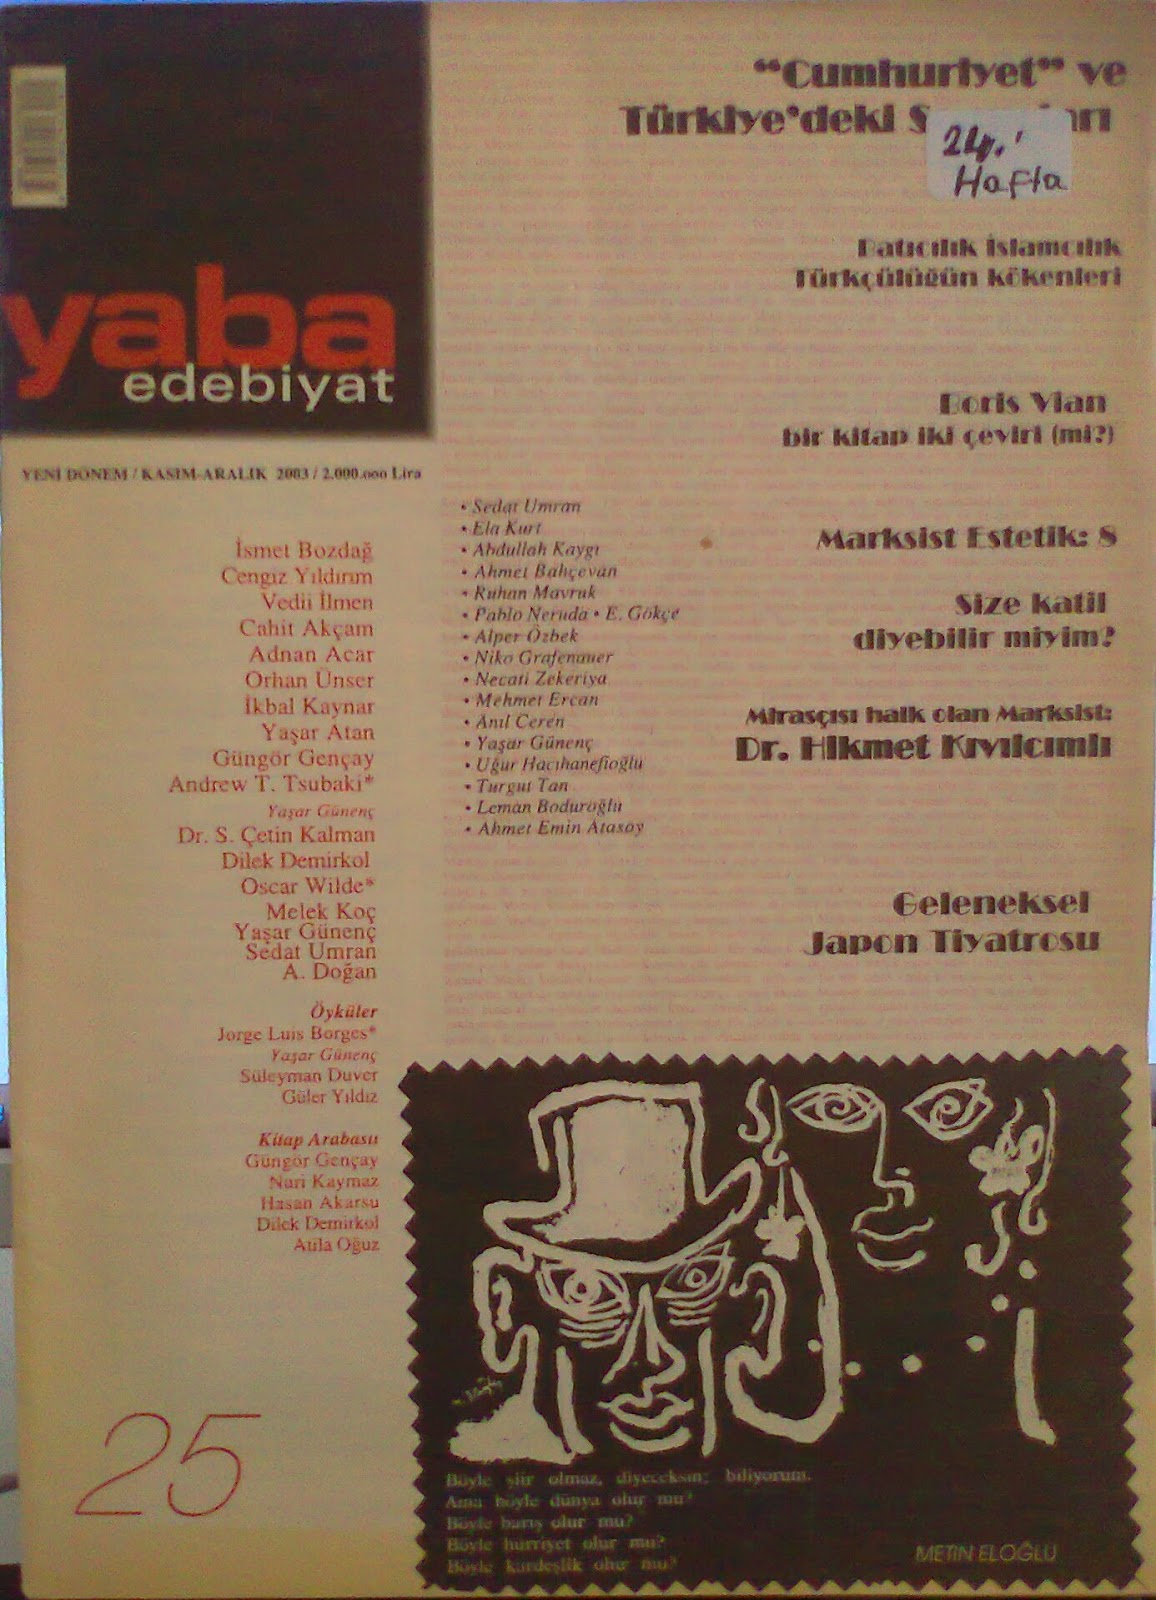 yaba
edebiyat
YENİ DÖNEM / KASIM-ARALIK 2003 / 2.000.000 Lira
İsmet Bozdağ
Cengiz Yıldırım
Vedii İlmen
Cahit Akçam
Adnan Acar
Orhan Ünser
İkbal Kaynar
Yaşar Atan
Güngör Gençay
Andrew T. Tsubaki*
Yaşar Günenç
Dr. S. Çetin Kalman
Dilek Demirkol
Oscar Wilde*
Melek Koç
Yaşar Günenç
Sedat Umran
A. Doğan
Öyküler
Jorge Luis Borges*
Yaşar Günenç
Süleyman Duver
Güler Yıldız
Kitap Arabası
Güngör Gençay
Nuri Kaymaz
Hasan Akarsu
Dilek Demirkol
Atila Oğuz
25
• Sedat Umran
• Ela Kurt
• Abdullah Kaygı
• Ahmet Bahçevan
• Ruhan Mavruk
• Pablo Neruda • E. Gökçe
• Alper Özbek
• Niko Grafenauer
• Necati Zekeriya
• Mehmet Ercan
• Anıl Ceren
• Yaşar Günenç
• Uğur Hacıhanefioğlu
• Turgut Tan
• Leman Boduroğlu
• Ahmet Emin Atasoy
“Cumhuriyet” ve
Türkiye’deki
Hafta
Batıcılık İslamcılık
Türkçülüğün kökenleri
Boris Vian
bir kitap iki çeviri (mi?)
Marksist Estetik: 8
Size katil
diyebilir miyim?
Mirasçısı halk olan Marksist:
Dr. Hikmet Kıvılcımlı
Geleneksel
Japon Tiyatrosu
Böyle şiir olmaz, diyeceksin; biliyorum.
Ama böyle dünya olur mu?
Böyle barış olur mu?
Böyle hürriyet olur mu?
Böyle kardeşlik olur mu?
METİN ELOĞLU